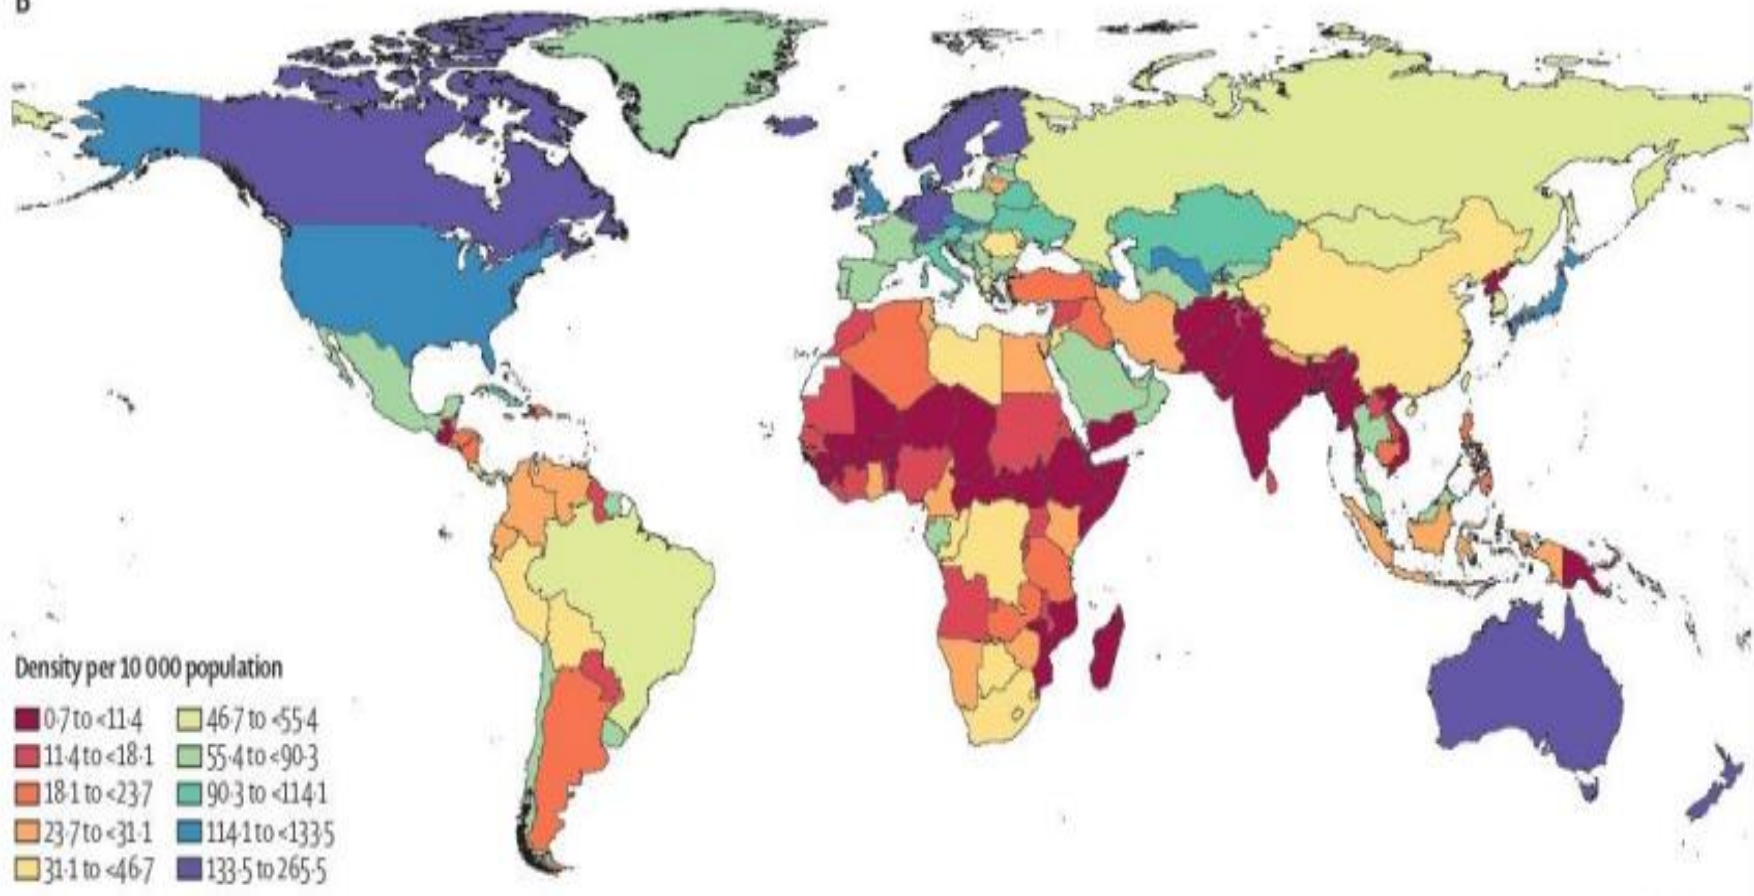 b
Density per 10 000 population
0·7 to <11·4
11·4 to <18·1
18·1 to <23·7
23·7 to <31·1
31·1 to <46·7
46·7 to <55·4
55·4 to <90·3
90·3 to <114·1
114·1 to <133·5
133·5 to 265·5